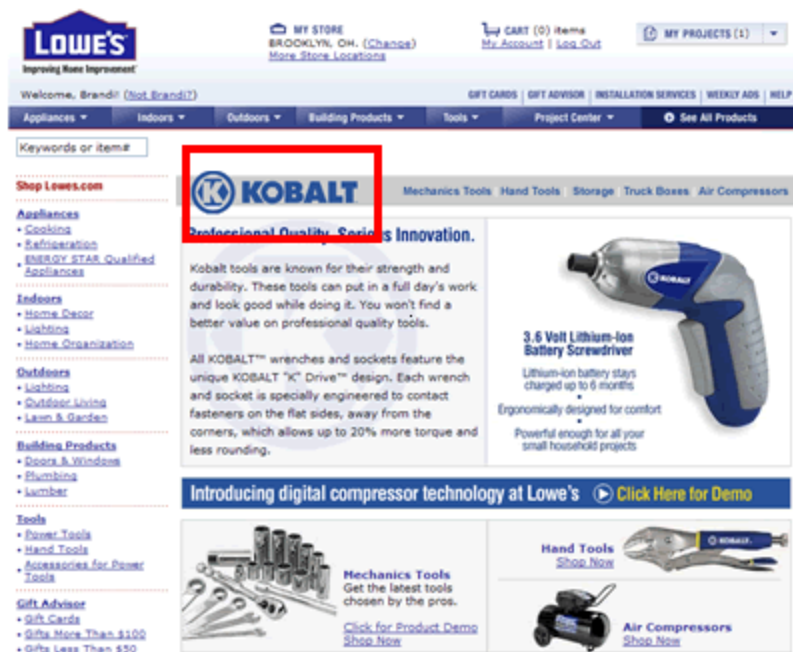 LOWE'S
Improving Home Improvement
MY STORE
BROOKLYN, OH. (Change)
More Store Locations
CART (0) items
My Account | Log Out
MY PROJECTS (1)
Welcome, Brandi! (Not Brandi?)
GIFT CARDS | GIFT ADVISOR | INSTALLATION SERVICES | WEEKLY ADS | HELP
Appliances Indoors Outdoors Building Products Tools Project Center See All Products
Keywords or item#
Shop Lowes.com
Appliances
• Cooking
• Refrigeration
• ENERGY STAR Qualified
Appliances
Indoors
• Home Decor
• Lighting
• Home Organization
Outdoors
• Lighting
• Outdoor Living
• Lawn & Garden
Building Products
• Doors & Windows
• Plumbing
• Lumber
Tools
• Power Tools
• Hand Tools
• Accessories for Power
Tools
Gift Advisor
• Gift Cards
• Gifts More Than $100
• Gifts Less Than $50
K KOBALT
Mechanics Tools | Hand Tools | Storage | Truck Boxes | Air Compressors
Professional Quality. Serious Innovation.
Kobalt tools are known for their strength and
durability. These tools can put in a full day's work
and look good while doing it. You won't find a
better value on professional quality tools.
All KOBALT™ wrenches and sockets feature the
unique KOBALT "K" Drive™ design. Each wrench
and socket is specially engineered to contact
fasteners on the flat sides, away from the
corners, which allows up to 20% more torque and
less rounding.
KOBALT
3.6 Volt Lithium-Ion
Battery Screwdriver
Lithium-ion battery stays
charged up to 6 months
•
Ergonomically designed for comfort
•
Powerful enough for all your
small household projects
Introducing digital compressor technology at Lowe's Click Here for Demo
Mechanics Tools
Get the latest tools
chosen by the pros.
Click for Product Demo
Shop Now
Hand Tools
Shop Now
KOBALT
Air Compressors
Shop Now